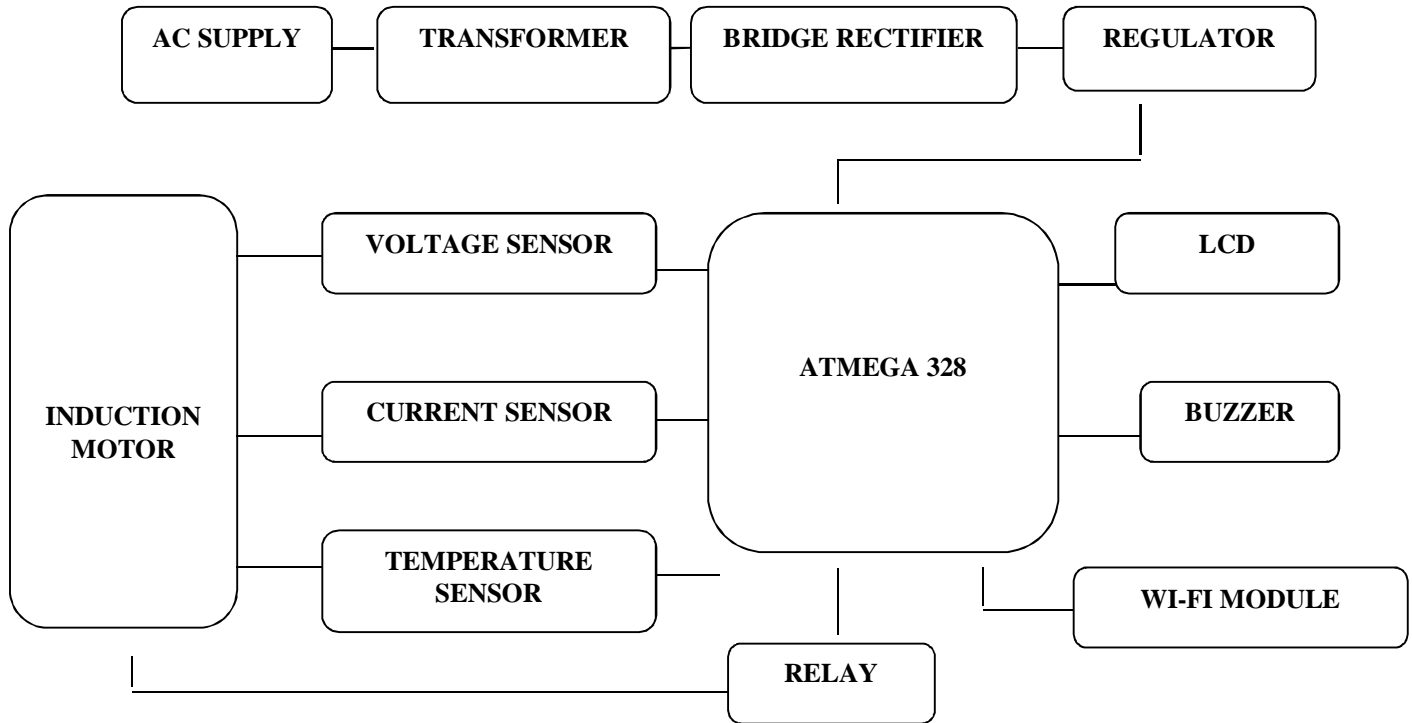 AC SUPPLY
TRANSFORMER
BRIDGE RECTIFIER
REGULATOR
VOLTAGE SENSOR
LCD
ATMEGA 328
INDUCTION
MOTOR
CURRENT SENSOR
BUZZER
TEMPERATURE
SENSOR
WI-FI MODULE
RELAY